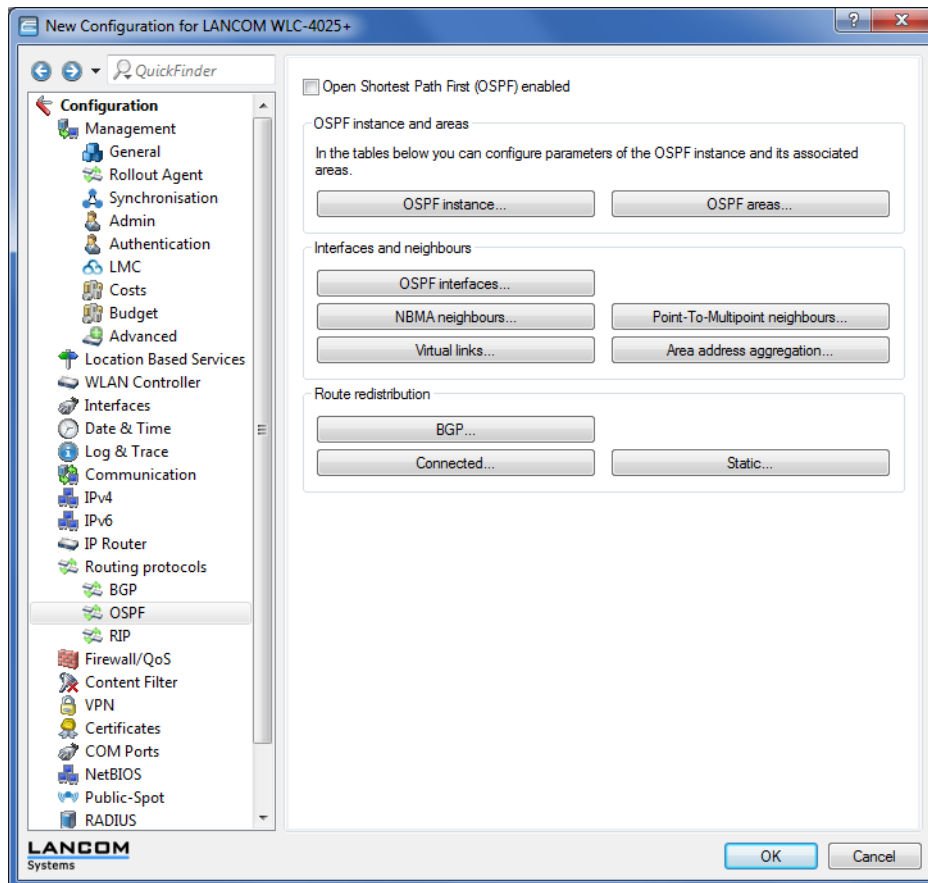 New Configuration for LANCOM WLC-4025+
?
QuickFinder
Configuration
Management
General
Rollout Agent
Synchronisation
Admin
Authentication
LMC
Costs
Budget
Advanced
Location Based Services
WLAN Controller
Interfaces
Date & Time
Log & Trace
Communication
IPv4
IPv6
IP Router
Routing protocols
BGP
OSPF
RIP
Firewall/QoS
Content Filter
VPN
Certificates
COM Ports
NetBIOS
Public-Spot
RADIUS
Open Shortest Path First (OSPF) enabled
OSPF instance and areas
In the tables below you can configure parameters of the OSPF instance and its associated
areas.
OSPF instance... OSPF areas...
Interfaces and neighbours
OSPF interfaces...
NBMA neighbours... Point-To-Multipoint neighbours...
Virtual links... Area address aggregation...
Route redistribution
BGP...
Connected... Static...
LANCOM
Systems
OK Cancel